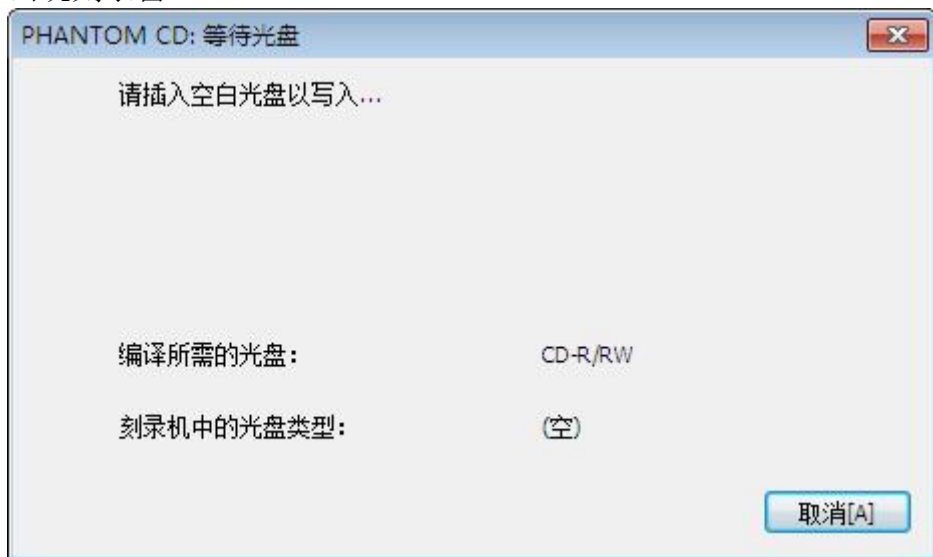 PHANTOM CD: 等待光盘
请插入空白光盘以写入...
编译所需的光盘: CD-R/RW
刻录机中的光盘类型: (空)
取消[A]